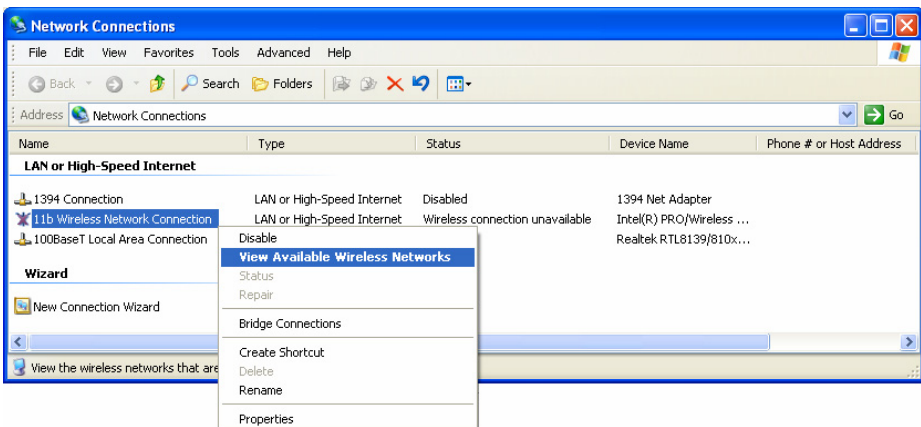 Network Connections
File Edit View Favorites Tools Advanced Help
Back Search Folders
Address Network Connections Go
Name Type Status Device Name Phone # or Host Address
LAN or High-Speed Internet
1394 Connection LAN or High-Speed Internet Disabled 1394 Net Adapter
11b Wireless Network Connection LAN or High-Speed Internet Wireless connection unavailable Intel(R) PRO/Wireless ...
100BaseT Local Area Connection Realtek RTL8139/810x...
Disable
View Available Wireless Networks
Status
Repair
Bridge Connections
Create Shortcut
Delete
Rename
Properties
Wizard
New Connection Wizard
View the wireless networks that are